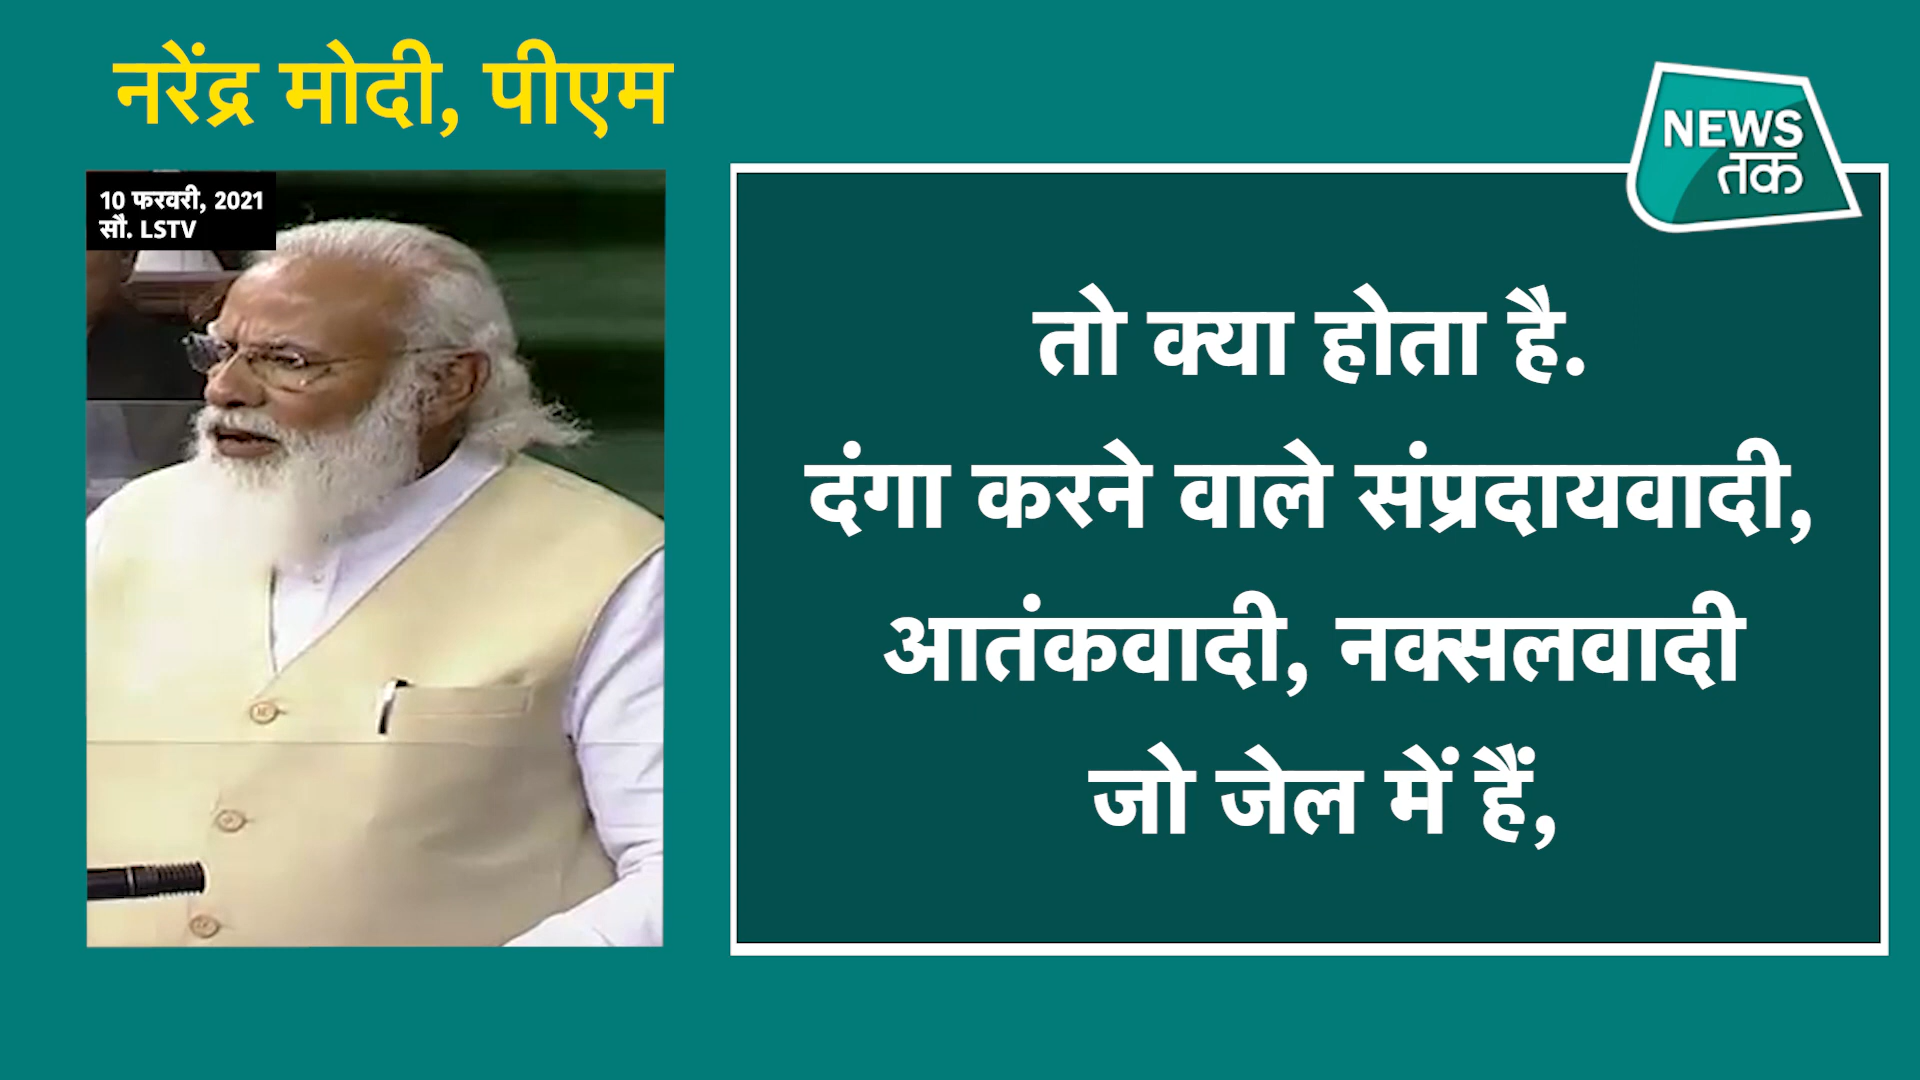 नरेंद्र मोदी, पीएम
10 फरवरी, 2021
सौ. LSTV
NEWS
तक
तो क्या होता है.
दंगा करने वाले संप्रदायवादी,
आतंकवादी, नक्सलवादी
जो जेल में हैं,